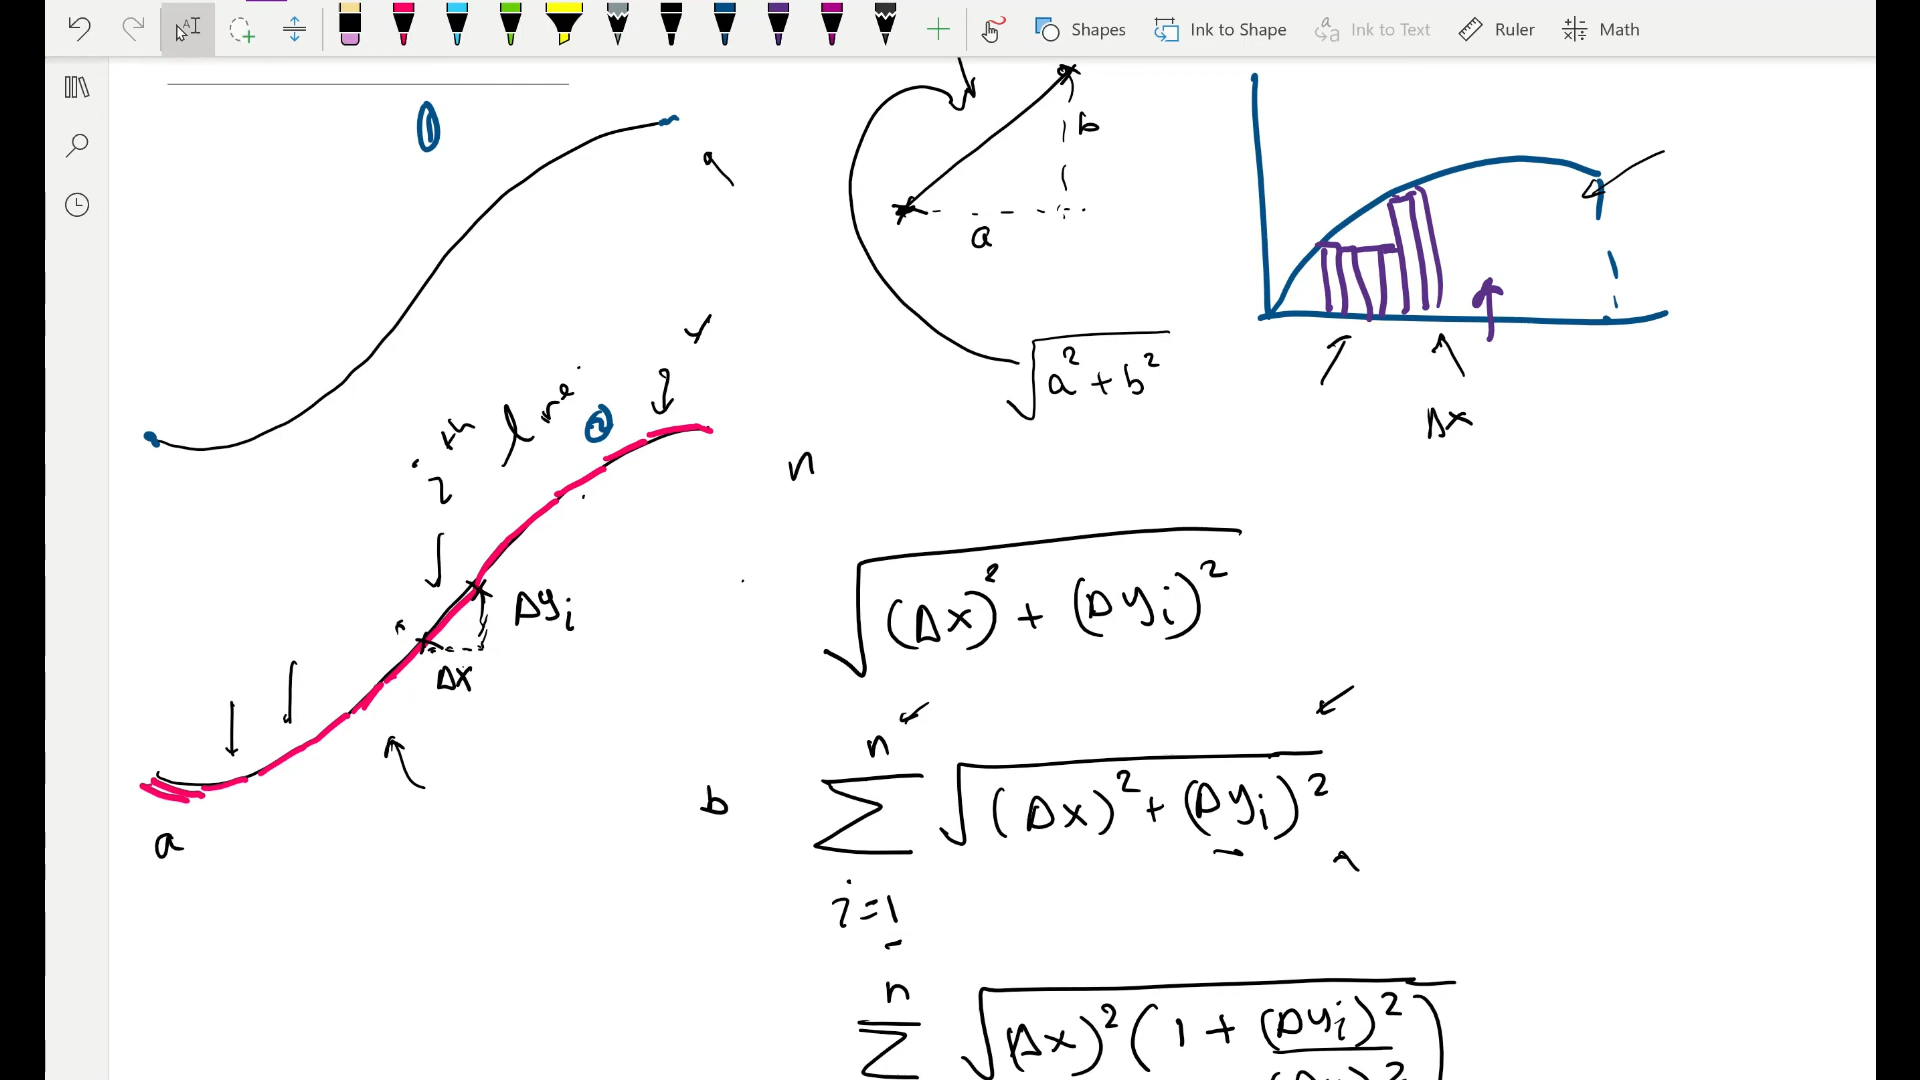 Shapes Ink to Shape Ink to Text Ruler Math
b
a
√(a² + b²)
Δx
ith line
n
Δyᵢ
Δx
√((Δx)² + (Δyᵢ)²)
a
b
n
∑ √((Δx)² + (Δyᵢ)²)
i=1
n
∑ √((Δx)² (1 + (Δyᵢ)²